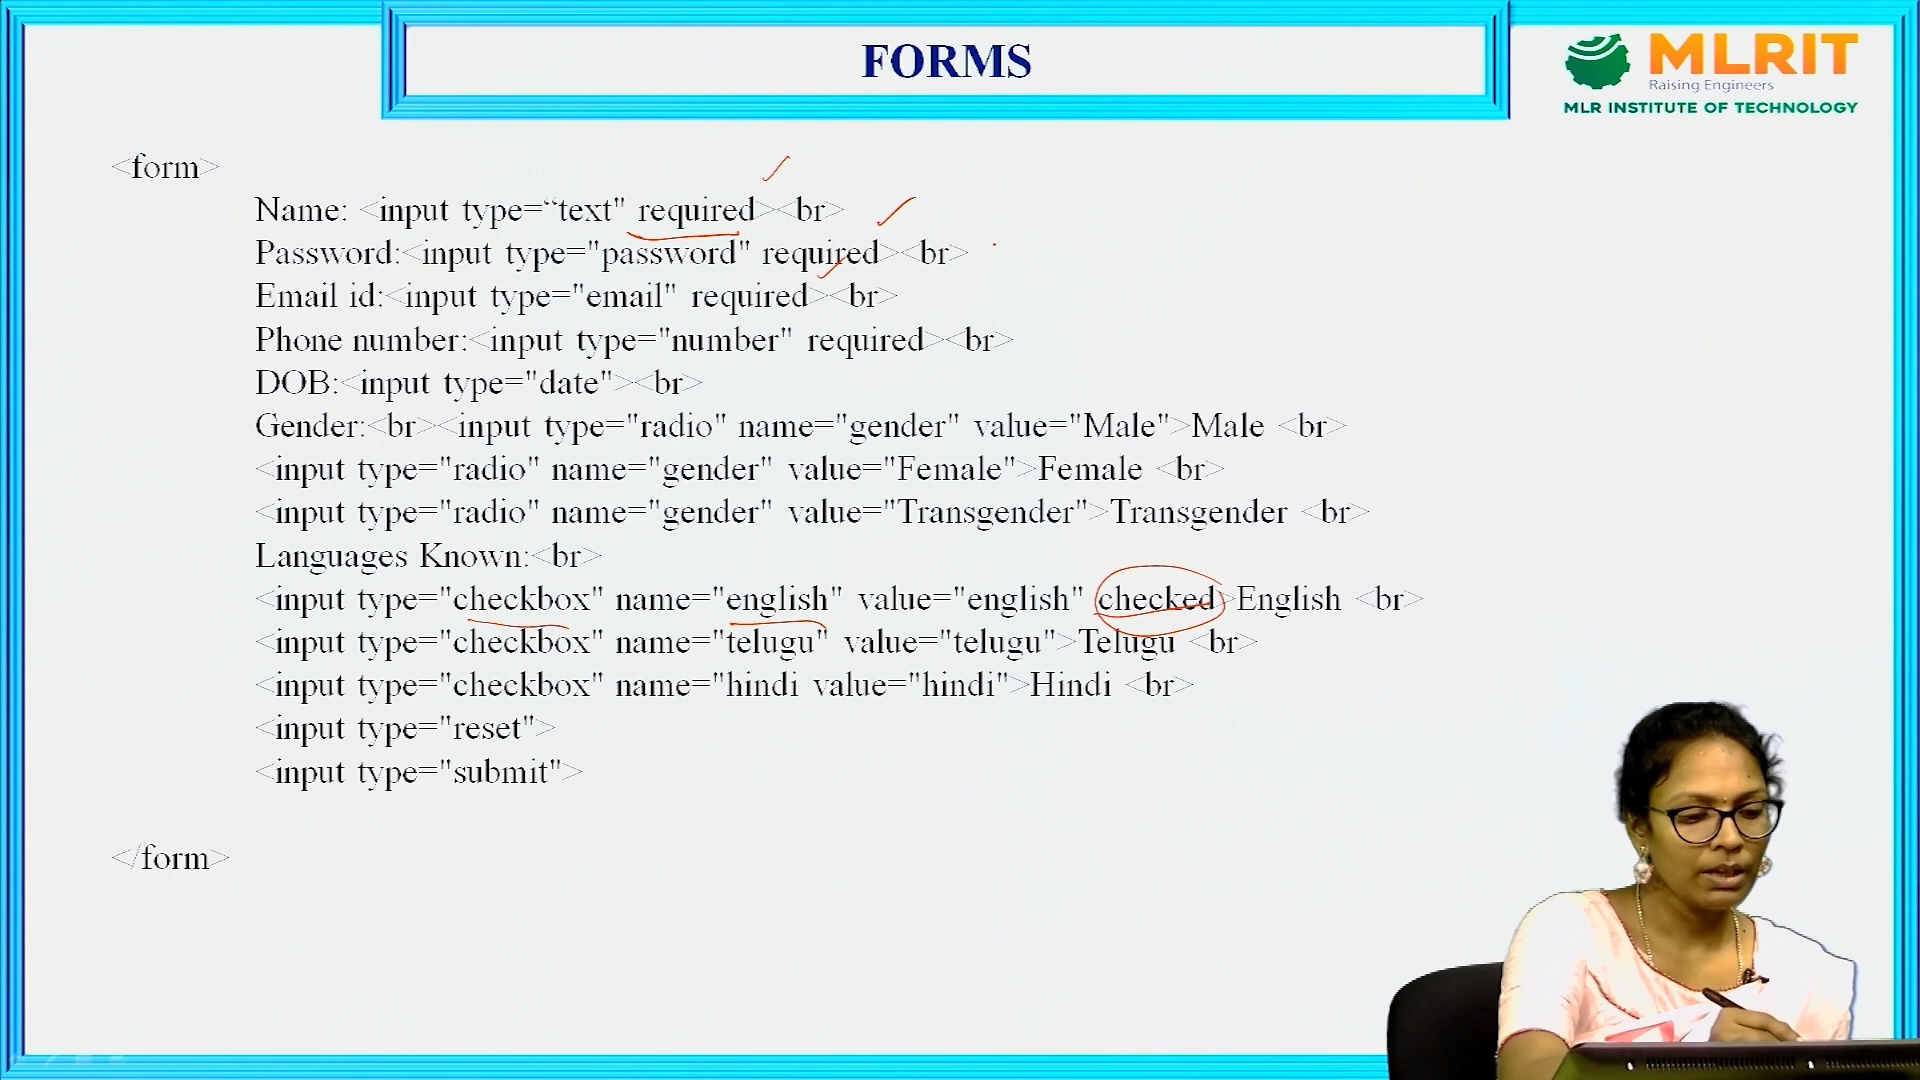 FORMS
MLRIT
Raising Engineers
MLR INSTITUTE OF TECHNOLOGY
<form>
Name: <input type=“text" required><br>
Password:<input type="password" required><br>
Email id:<input type="email" required><br>
Phone number:<input type="number" required><br>
DOB:<input type="date"><br>
Gender:<br><input type="radio" name="gender" value="Male">Male <br>
<input type="radio" name="gender" value="Female">Female <br>
<input type="radio" name="gender" value="Transgender">Transgender <br>
Languages Known:<br>
<input type="checkbox" name="english" value="english" checked>English <br>
<input type="checkbox" name="telugu" value="telugu">Telugu <br>
<input type="checkbox" name="hindi value="hindi">Hindi <br>
<input type="reset">
<input type="submit">
</form>